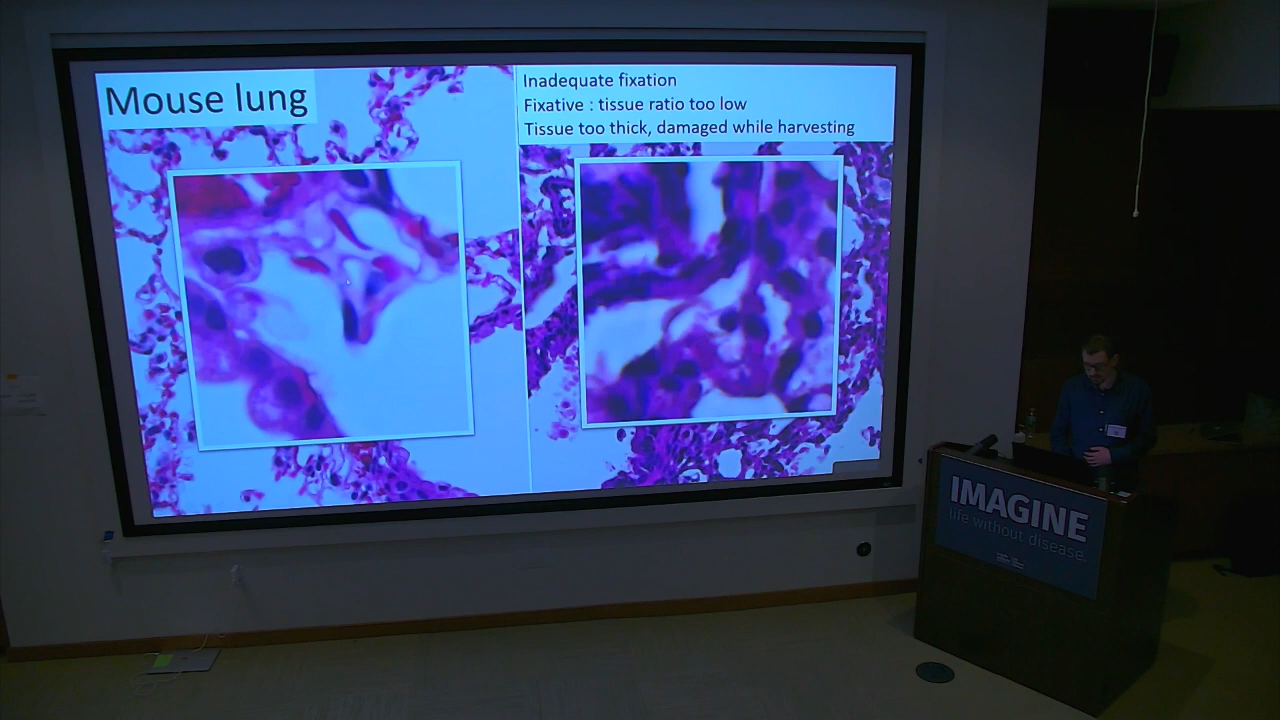 Mouse lung
Inadequate fixation
Fixative : tissue ratio too low
Tissue too thick, damaged while harvesting
IMAGINE
life without disease.